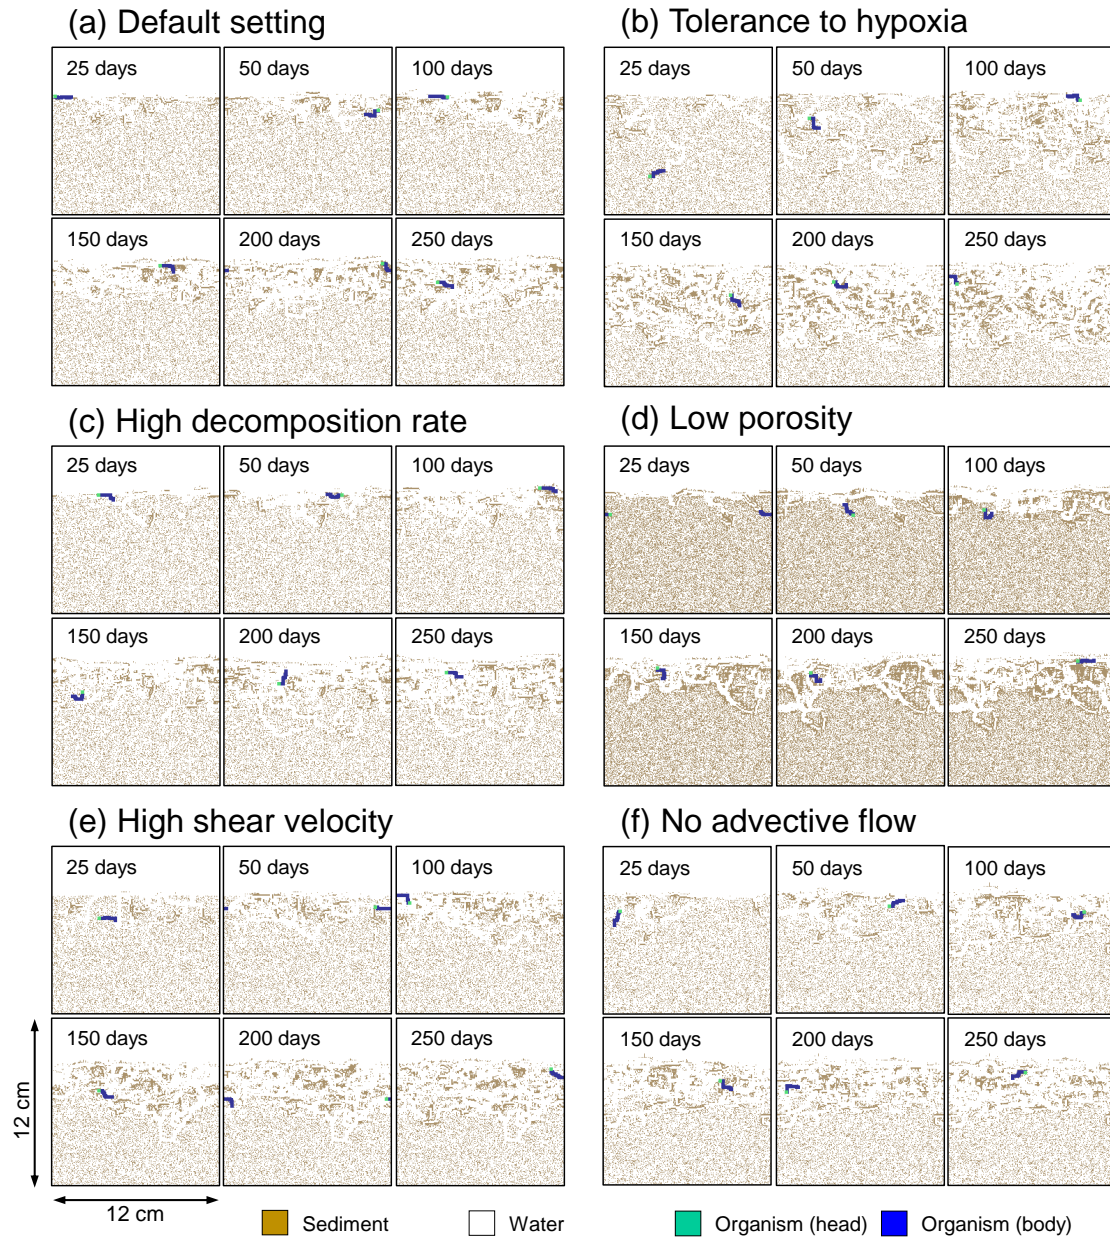 (a) Default setting
25 days
50 days
100 days
150 days
200 days
250 days
(b) Tolerance to hypoxia
25 days
50 days
100 days
150 days
200 days
250 days
(c) High decomposition rate
25 days
50 days
100 days
150 days
200 days
250 days
(d) Low porosity
25 days
50 days
100 days
150 days
200 days
250 days
(e) High shear velocity
25 days
50 days
100 days
150 days
200 days
250 days
12 cm
12 cm
(f) No advective flow
25 days
50 days
100 days
150 days
200 days
250 days
Sediment
Water
Organism (head)
Organism (body)